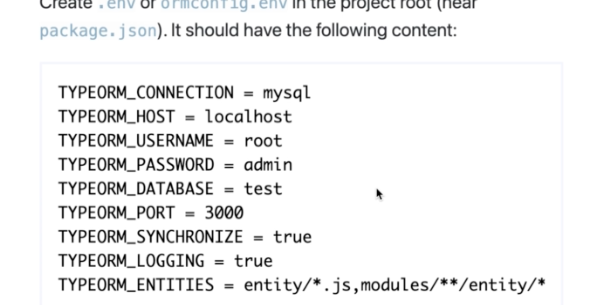 Create .env or ormconfig.env in the project root (near
package.json). It should have the following content:
TYPEORM_CONNECTION = mysql
TYPEORM_HOST = localhost
TYPEORM_USERNAME = root
TYPEORM_PASSWORD = admin
TYPEORM_DATABASE = test
TYPEORM_PORT = 3000
TYPEORM_SYNCHRONIZE = true
TYPEORM_LOGGING = true
TYPEORM_ENTITIES = entity/*.js,modules/**/entity/*